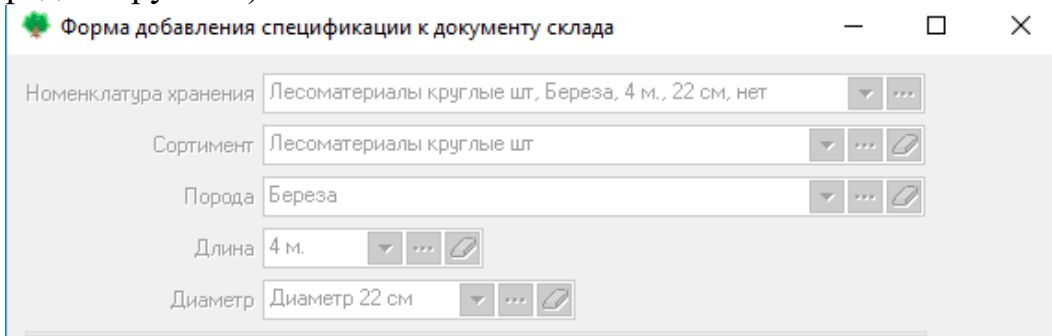 Форма добавления спецификации к документу склада
Номенклатура хранения Лесоматериалы круглые шт, Береза, 4 м., 22 см, нет
Сортимент Лесоматериалы круглые шт
Порода Береза
Длина 4 м.
Диаметр Диаметр 22 см